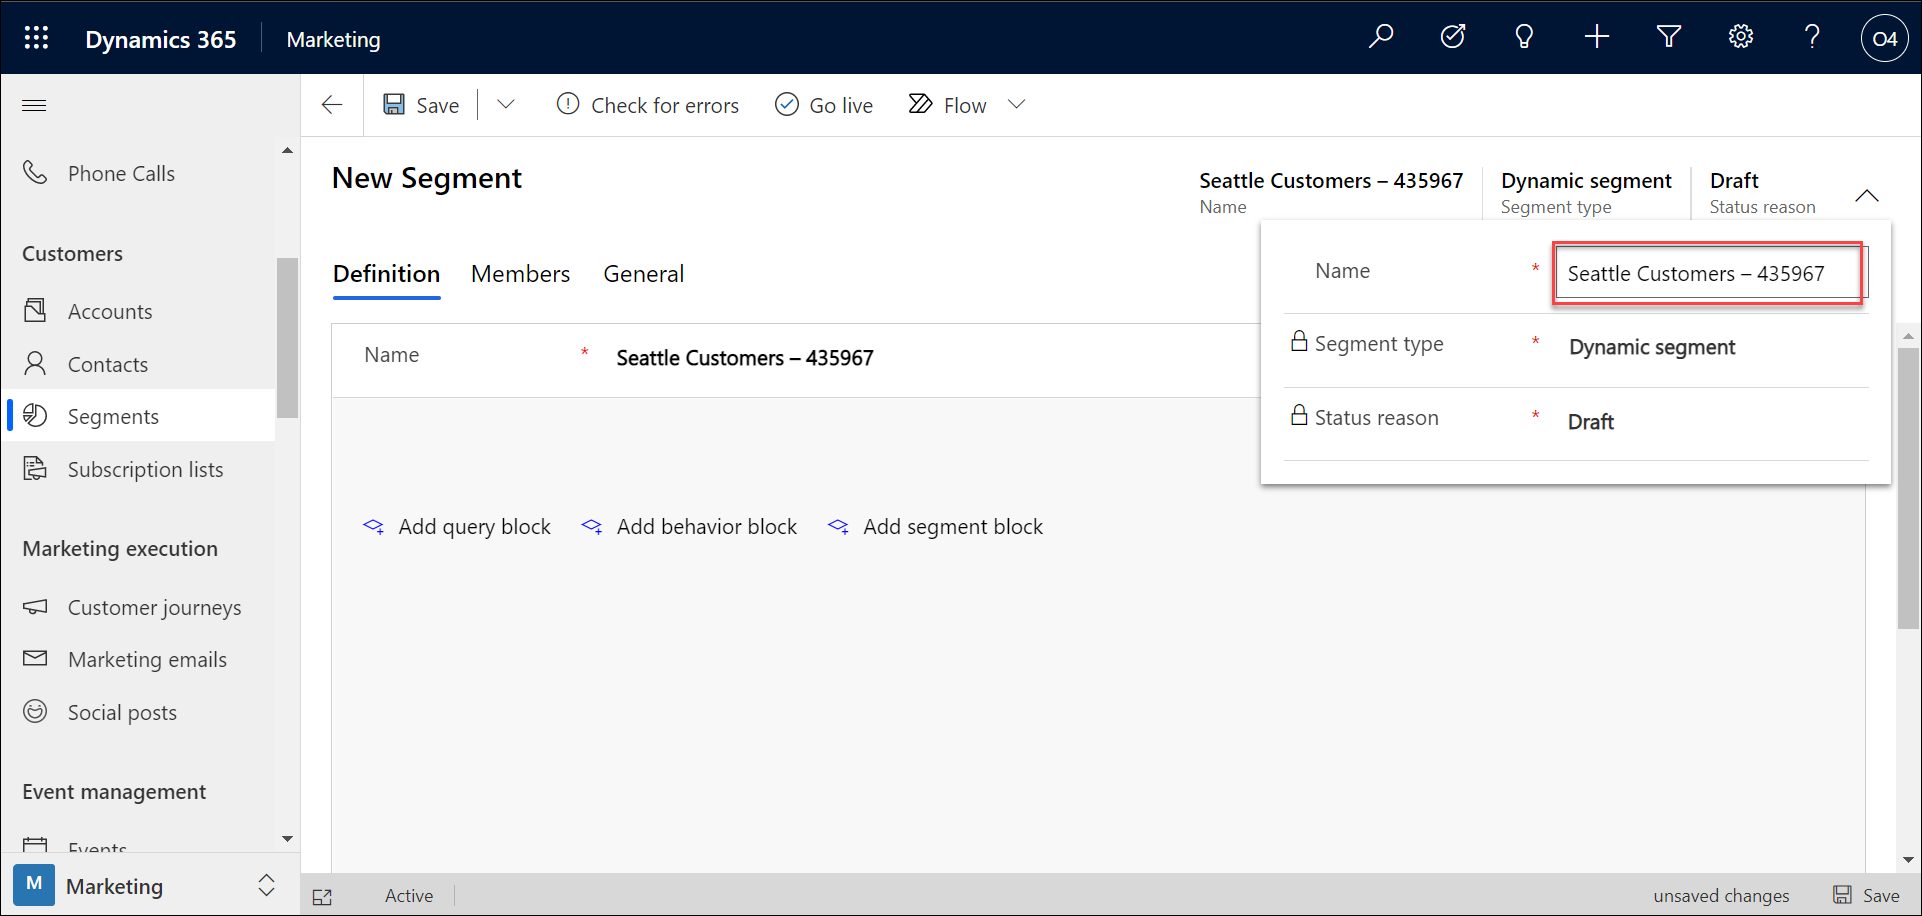 Dynamics 365 Marketing O4
Save Check for errors Go live Flow
Phone Calls
Customers
Accounts
Contacts
Segments
Subscription lists
Marketing execution
Customer journeys
Marketing emails
Social posts
Event management
Events
M Marketing
New Segment
Seattle Customers – 435967
Name
Dynamic segment
Segment type
Draft
Status reason
Definition Members General
Name * Seattle Customers – 435967
Name * Seattle Customers – 435967
Segment type * Dynamic segment
Status reason * Draft
Add query block Add behavior block Add segment block
Active unsaved changes Save